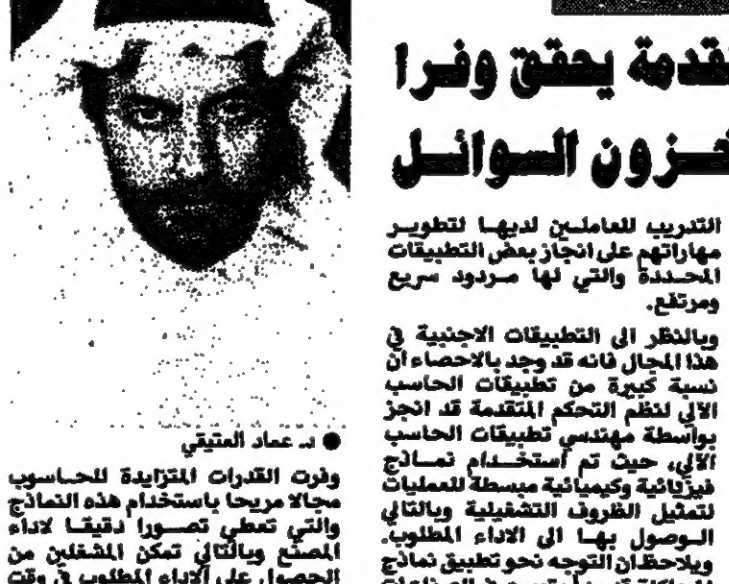 قدمة يحقق وفرا
خزون السوائل
التدريب للعاملين لديها لتطوير
مهاراتهم على انجاز بعض التطبيقات
المحددة والتي لها مردود سريع
ومرتفع.
وبالنظر الى التطبيقات الاجنبية في
هذا المجال فانه قد وجد بالاحصاء ان
نسبة كبيرة من تطبيقات الحاسب
الآلي لنظم التحكم المتقدمة قد انجز
بواسطة مهندسي تطبيقات الحاسب
الآلي، حيث تم استخدام نماذج
فيزيائية وكيميائية مبسطة للعمليات
لتمثيل الظروف التشغيلية وبالتالي
الوصول بها الى الاداء المطلوب.
ويلاحظ ان التوجه نحو تطبيق نماذج
● د. عماد العتيقي
وفرت القدرات المتزايدة للحاسوب
مجالا مريحا باستخدام هذه النماذج
والتي تعطي تصورا دقيقا لاداء
المصنع وبالتالي تمكن المشغلين من
الحصول على الاداء المطلوب في وقت